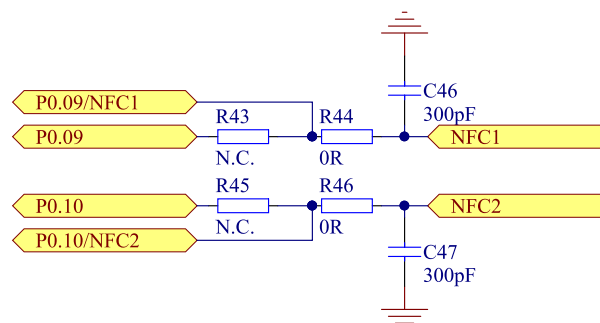 C46
300pF
P0.09/NFC1
R43
R44
P0.09
NFC1
N.C.
0R
R45
R46
P0.10
NFC2
N.C.
0R
P0.10/NFC2
C47
300pF